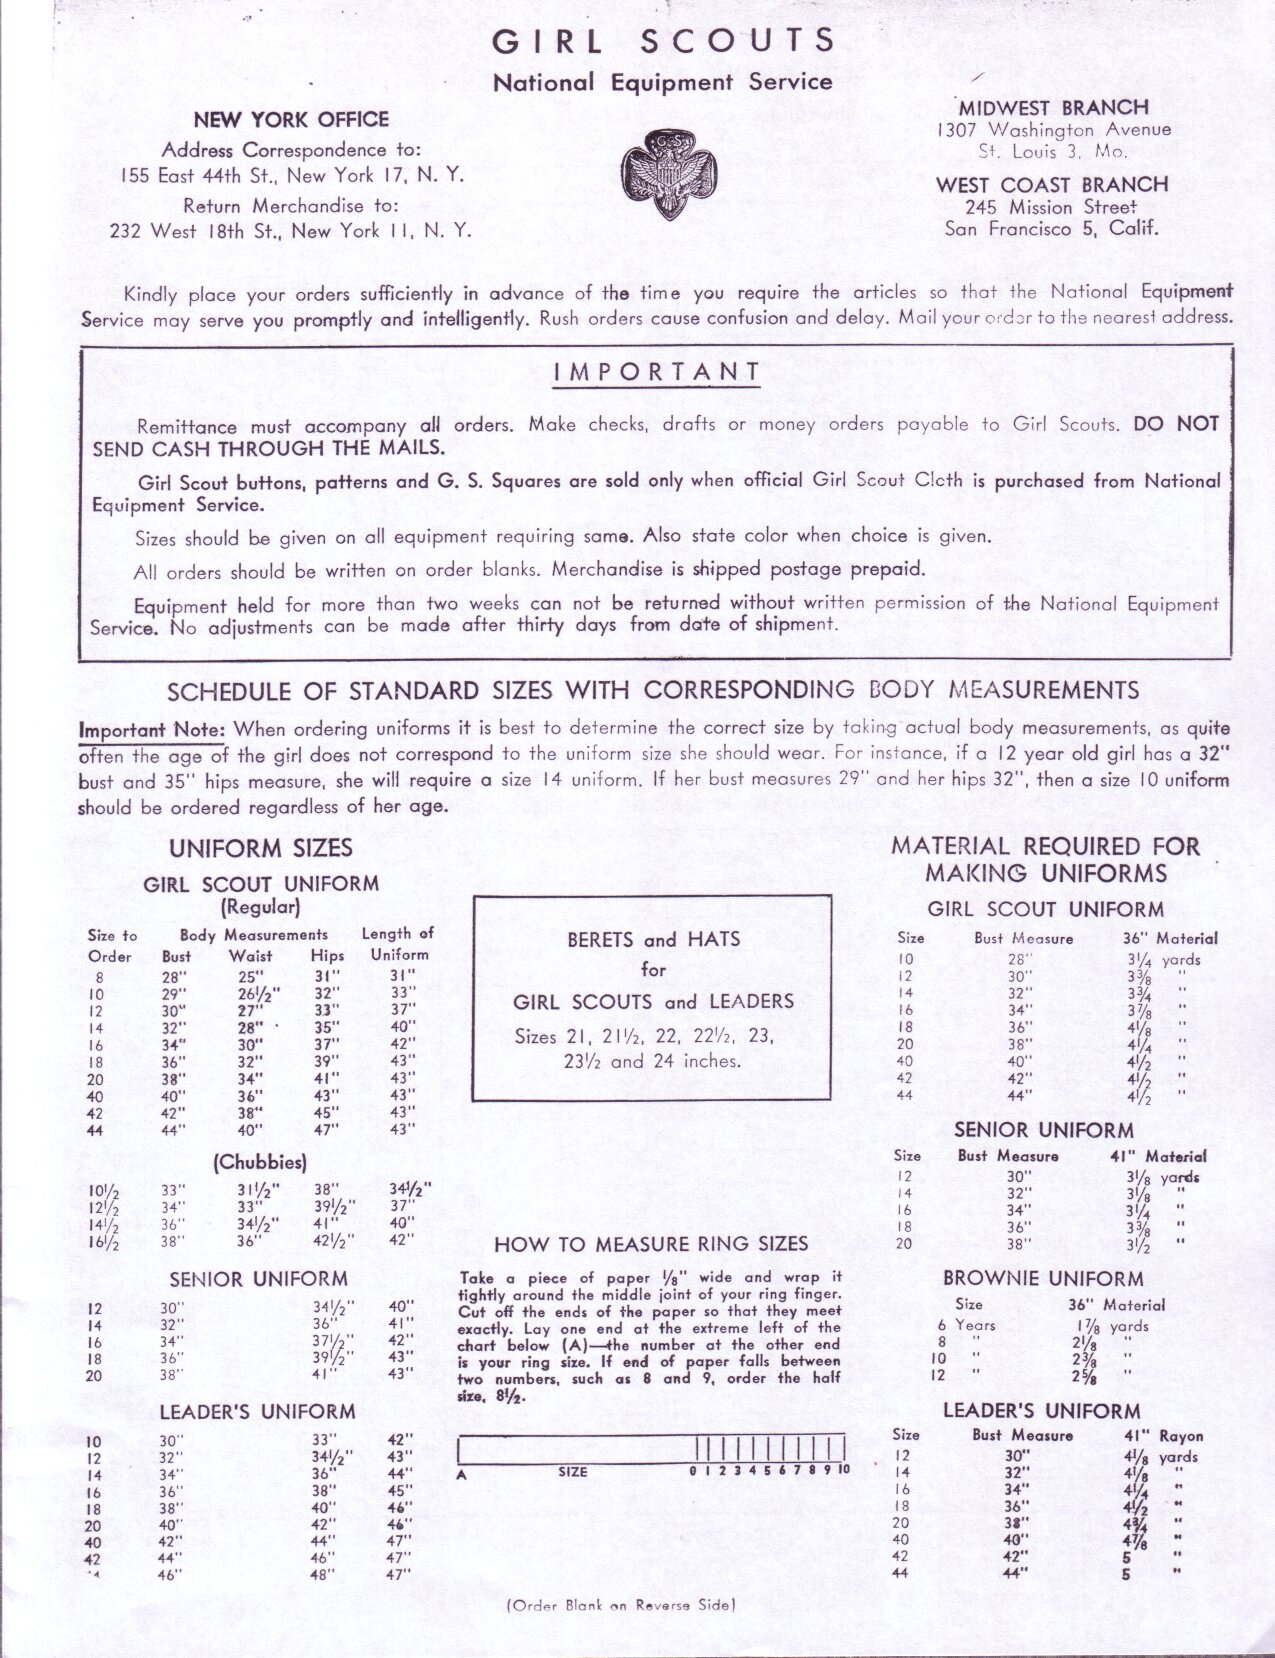 GIRL SCOUTS
National Equipment Service
NEW YORK OFFICE
Address Correspondence to:
155 East 44th St., New York 17, N. Y.
Return Merchandise to:
232 West 18th St., New York 11, N. Y.
G S
MIDWEST BRANCH
1307 Washington Avenue
St. Louis 3, Mo.
WEST COAST BRANCH
245 Mission Street
San Francisco 5, Calif.
Kindly place your orders sufficiently in advance of the time you require the articles so that the National Equipment
Service may serve you promptly and intelligently. Rush orders cause confusion and delay. Mail your order to the nearest address.
IMPORTANT
Remittance must accompany all orders. Make checks, drafts or money orders payable to Girl Scouts. DO NOT
SEND CASH THROUGH THE MAILS.
Girl Scout buttons, patterns and G. S. Squares are sold only when official Girl Scout Cloth is purchased from National
Equipment Service.
Sizes should be given on all equipment requiring same. Also state color when choice is given.
All orders should be written on order blanks. Merchandise is shipped postage prepaid.
Equipment held for more than two weeks can not be returned without written permission of the National Equipment
Service. No adjustments can be made after thirty days from date of shipment.
SCHEDULE OF STANDARD SIZES WITH CORRESPONDING BODY MEASUREMENTS
Important Note: When ordering uniforms it is best to determine the correct size by taking actual body measurements, as quite
often the age of the girl does not correspond to the uniform size she should wear. For instance, if a 12 year old girl has a 32"
bust and 35" hips measure, she will require a size 14 uniform. If her bust measures 29" and her hips 32", then a size 10 uniform
should be ordered regardless of her age.
UNIFORM SIZES
GIRL SCOUT UNIFORM
(Regular)
Size to Body Measurements Length of
Order Bust Waist Hips Uniform
8 28" 25" 31" 31"
10 29" 26½" 32" 33"
12 30" 27" 33" 37"
14 32" 28" 35" 40"
16 34" 30" 37" 42"
18 36" 32" 39" 43"
20 38" 34" 41" 43"
40 40" 36" 43" 43"
42 42" 38" 45" 43"
44 44" 40" 47" 43"
(Chubbies)
10½ 33" 31½" 38" 34½"
12½ 34" 33" 39½" 37"
14½ 36" 34½" 41" 40"
16½ 38" 36" 42½" 42"
SENIOR UNIFORM
12 30" 34½" 40"
14 32" 36" 41"
16 34" 37½" 42"
18 36" 39½" 43"
20 38" 41" 43"
LEADER'S UNIFORM
10 30" 33" 42"
12 32" 34½" 43"
14 34" 36" 44"
16 36" 38" 45"
18 38" 40" 46"
20 40" 42" 46"
40 42" 44" 47"
42 44" 46" 47"
46" 48" 47"
BERETS and HATS
for
GIRL SCOUTS and LEADERS
Sizes 21, 21½, 22, 22½, 23,
23½ and 24 inches.
HOW TO MEASURE RING SIZES
Take a piece of paper ⅛" wide and wrap it
tightly around the middle joint of your ring finger.
Cut off the ends of the paper so that they meet
exactly. Lay one end at the extreme left of the
chart below (A)—the number at the other end
is your ring size. If end of paper falls between
two numbers, such as 8 and 9, order the half
size, 8½.
A SIZE 0 1 2 3 4 5 6 7 8 9 10
MATERIAL REQUIRED FOR
MAKING UNIFORMS
GIRL SCOUT UNIFORM
Size Bust Measure 36" Material
10 28" 3¼ yards
12 30" 3⅜ "
14 32" 3¾ "
16 34" 3⅞ "
18 36" 4⅛ "
20 38" 4¼ "
40 40" 4½ "
42 42" 4½ "
44 44" 4½ "
SENIOR UNIFORM
Size Bust Measure 41" Material
12 30" 3⅛ yards
14 32" 3⅛ "
16 34" 3¼ "
18 36" 3⅜ "
20 38" 3½ "
BROWNIE UNIFORM
Size 36" Material
6 Years 1⅞ yards
8 " 2⅛ "
10 " 2⅜ "
12 " 2⅝ "
LEADER'S UNIFORM
Size Bust Measure 41" Rayon
12 30" 4⅛ yards
14 32" 4⅛ "
16 34" 4¼ "
18 36" 4½ "
20 38" 4¾ "
40 40" 4⅞ "
42 42" 5 "
44 44" 5 "
(Order Blank on Reverse Side)